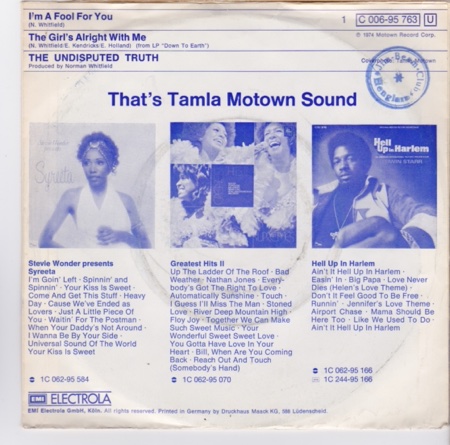 I'm A Fool For You
(N. Whitfield)
1 C 006-95 763 U
The Girl's Alright With Me
(N. Whitfield/E. Kendricks/E. Holland) (from LP "Down To Earth")
℗ 1974 Motown Record Corp.
THE UNDISPUTED TRUTH
Produced by Norman Whitfield
That's Tamla Motown Sound
Syreeta
Hell Up In Harlem
Stevie Wonder presents
Syreeta
I'm Goin' Left · Spinnin' and
Spinnin' · Your Kiss Is Sweet ·
Come And Get This Stuff · Heavy
Day · Cause We've Ended as
Lovers · Just A Little Piece Of
You · Waitin' For The Postman ·
When Your Daddy's Not Around ·
I Wanna Be By Your Side ·
Universal Sound Of The World
Your Kiss Is Sweet
1C 062-95 584
Greatest Hits II
Up The Ladder Of The Roof · Bad
Weather · Nathan Jones · Every-
body's Got The Right To Love ·
Automatically Sunshine · Touch ·
I Guess I'll Miss The Man · Stoned
Love · River Deep Mountain High ·
Floy Joy · Together We Can Make
Such Sweet Music · Your
Wonderful Sweet Sweet Love ·
You Gotta Have Love In Your
Heart · Bill, When Are You Coming
Back · Reach Out And Touch
(Somebody's Hand)
1C 062-95 070
Hell Up In Harlem
Ain't It Hell Up In Harlem ·
Easin' In · Big Papa · Love Never
Dies (Helen's Love Theme) ·
Don't It Feel Good To Be Free ·
Runnin' · Jennifer's Love Theme ·
Airport Chase · Mama Should Be
Here Too · Like We Used To Do ·
Ain't It Hell Up In Harlem
1C 062-95 166
1C 244-95 166
EMI ELECTROLA
EMI Electrola GmbH, Köln. All rights reserved. Printed in Germany by Druckhaus Maack KG, 588 Lüdenscheid.